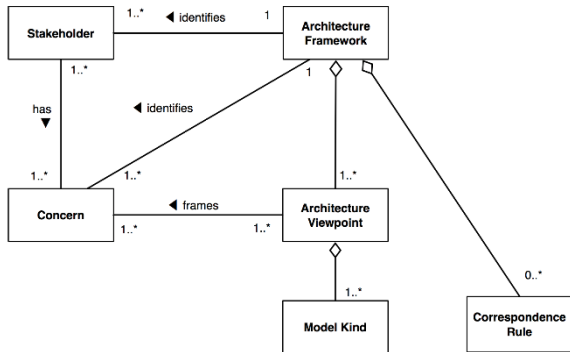 1..*
◀ identifies
1
Stakeholder
Architecture
Framework
1..*
1
has
▼
◀ identifies
1..*
1..*
1..*
Concern
◀ frames
Architecture
Viewpoint
1..*
1..*
0..*
1..*
Model Kind
Correspondence
Rule